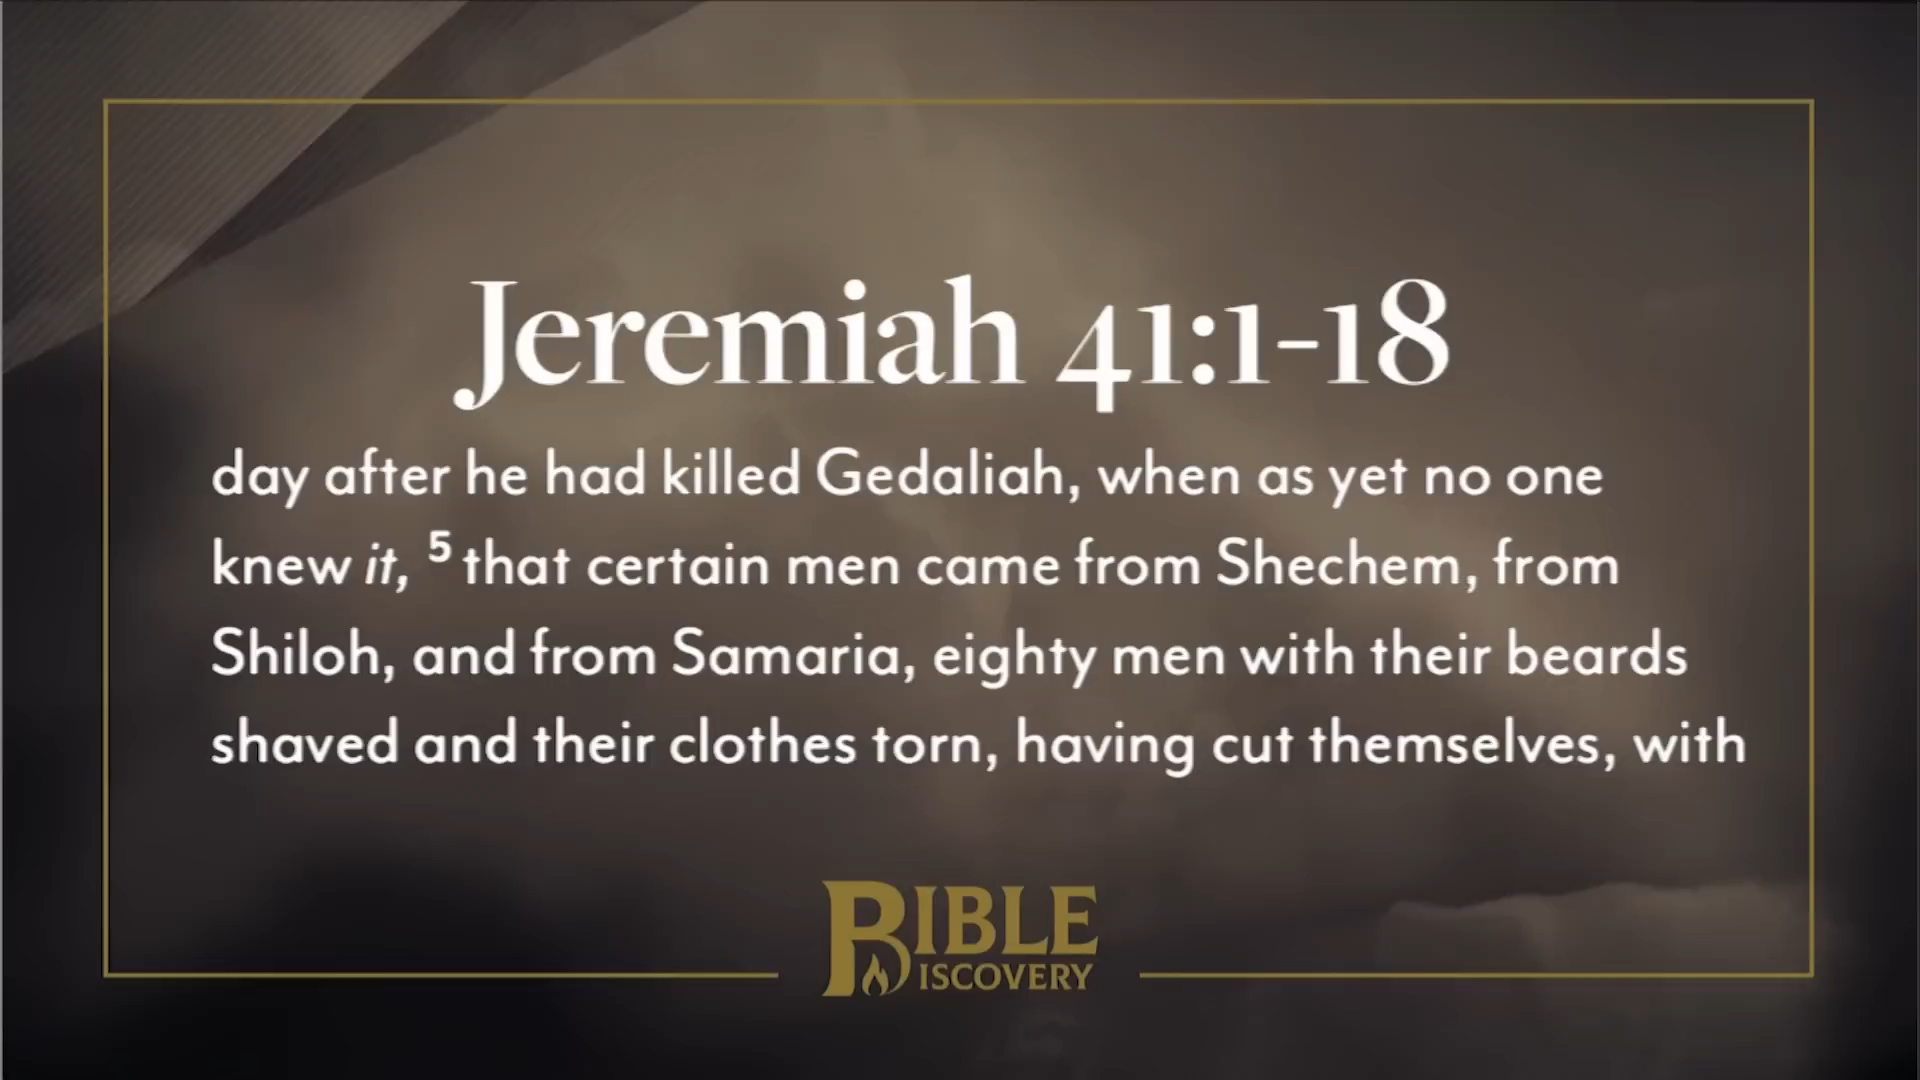 Jeremiah 41:1-18
day after he had killed Gedaliah, when as yet no one
knew it, ⁵ that certain men came from Shechem, from
Shiloh, and from Samaria, eighty men with their beards
shaved and their clothes torn, having cut themselves, with
BIBLE
DISCOVERY